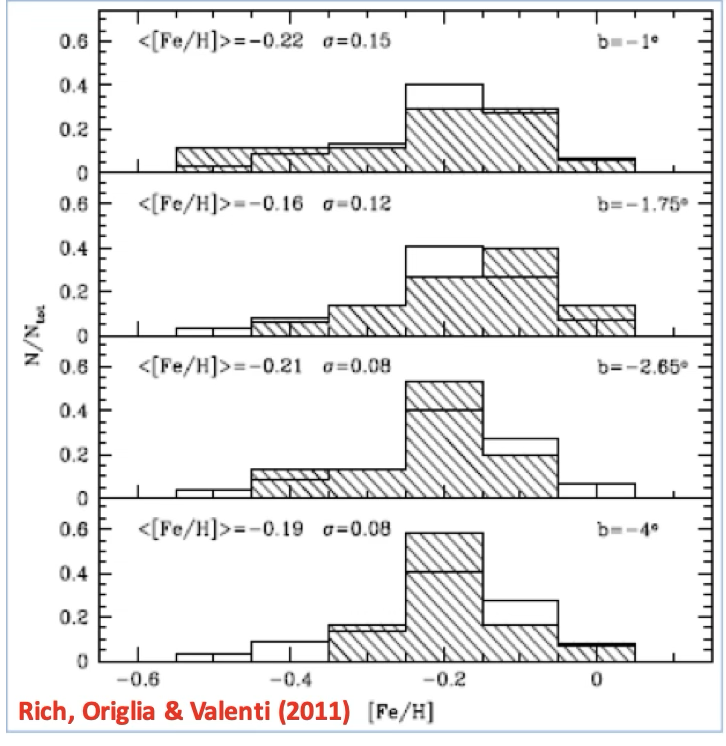 <[Fe/H]>=-0.22 σ=0.15 b=-1°
0.6
0.4
0.2
0
<[Fe/H]>=-0.16 σ=0.12 b=-1.75°
0.6
0.4
0.2
0
N/N_tot
<[Fe/H]>=-0.21 σ=0.08 b=-2.65°
0.6
0.4
0.2
0
<[Fe/H]>=-0.19 σ=0.08 b=-4°
0.6
0.4
0.2
0
-0.6 -0.4 -0.2 0
Rich, Origlia & Valenti (2011) [Fe/H]